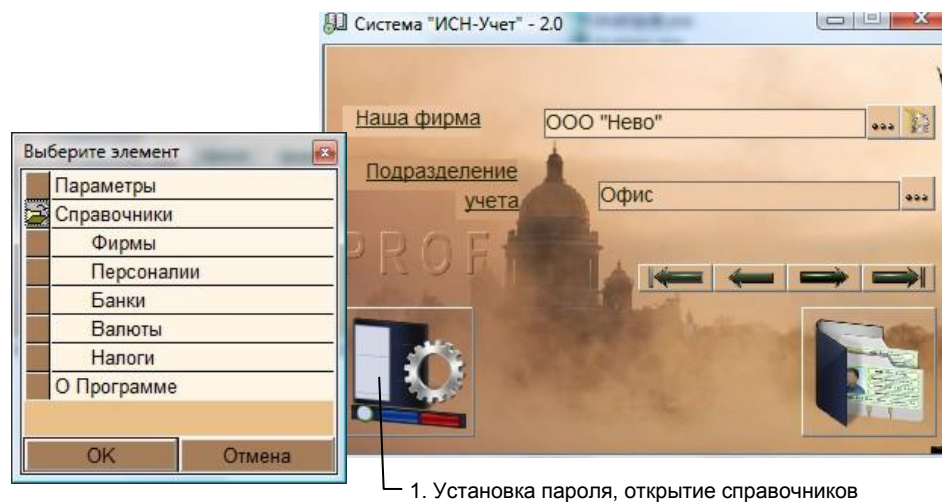 Система "ИСН-Учет" - 2.0
Наша фирма
ООО "Нево"
Подразделение
учета
Офис
PROF
Выберите элемент
Параметры
Справочники
Фирмы
Персоналии
Банки
Валюты
Налоги
О Программе
OK
Отмена
1. Установка пароля, открытие справочников